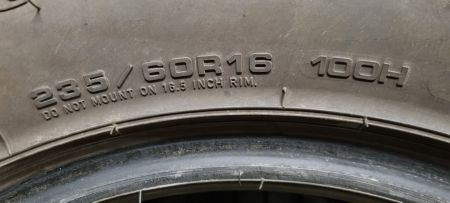 235/60R16 100H
DO NOT MOUNT ON 16.5 INCH RIM.